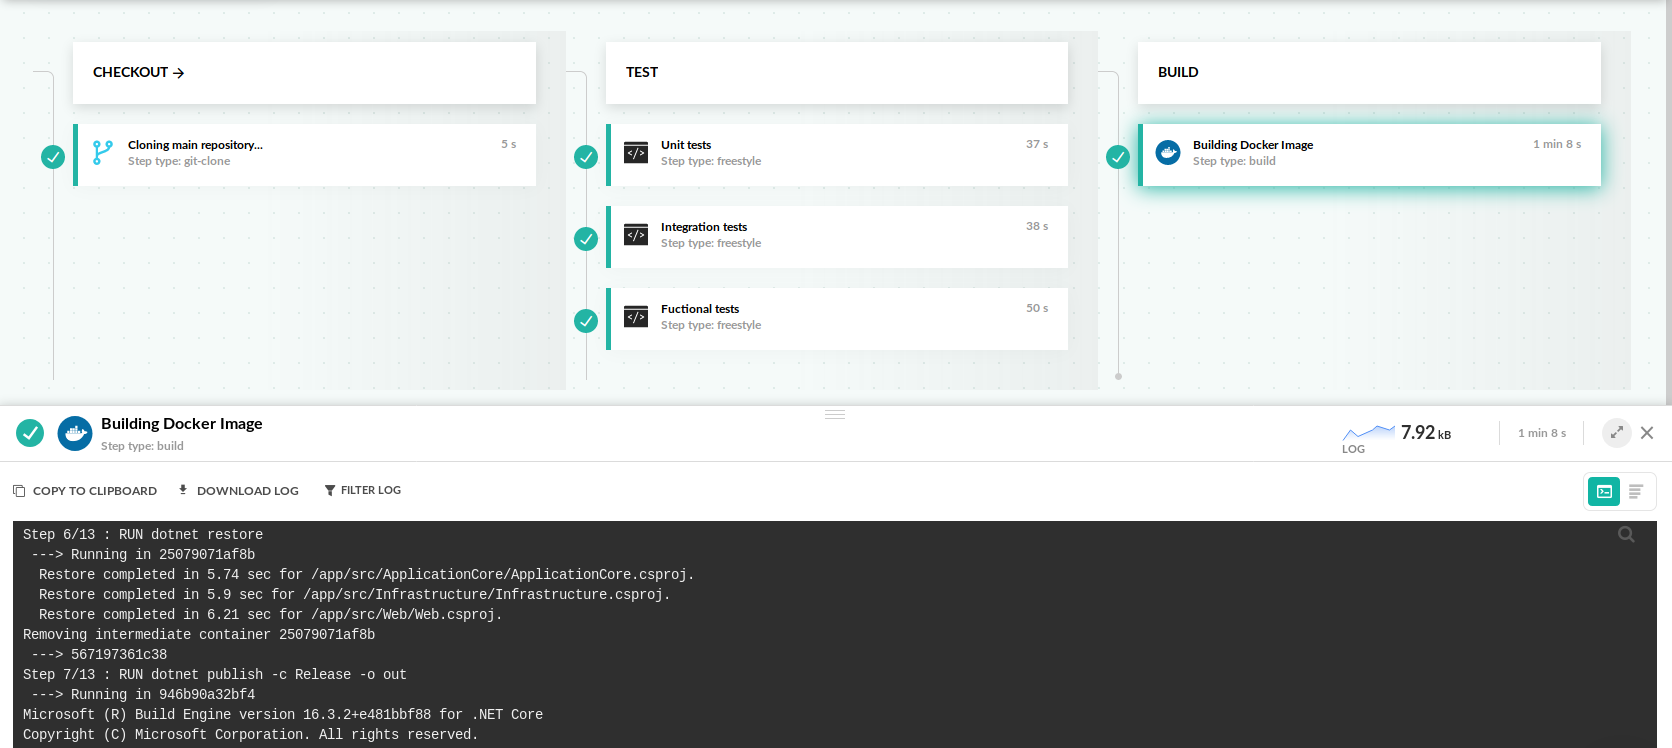 CHECKOUT →
TEST
BUILD
Cloning main repository...
5 s
Step type: git-clone
Unit tests
37 s
Step type: freestyle
Building Docker Image
1 min 8 s
Step type: build
Integration tests
38 s
Step type: freestyle
Fuctional tests
50 s
Step type: freestyle
Building Docker Image
Step type: build
7.92 kB
LOG
1 min 8 s
COPY TO CLIPBOARD
DOWNLOAD LOG
FILTER LOG
Step 6/13 : RUN dotnet restore
---> Running in 25079071af8b
Restore completed in 5.74 sec for /app/src/ApplicationCore/ApplicationCore.csproj.
Restore completed in 5.9 sec for /app/src/Infrastructure/Infrastructure.csproj.
Restore completed in 6.21 sec for /app/src/Web/Web.csproj.
Removing intermediate container 25079071af8b
---> 567197361c38
Step 7/13 : RUN dotnet publish -c Release -o out
---> Running in 946b90a32bf4
Microsoft (R) Build Engine version 16.3.2+e481bbf88 for .NET Core
Copyright (C) Microsoft Corporation. All rights reserved.